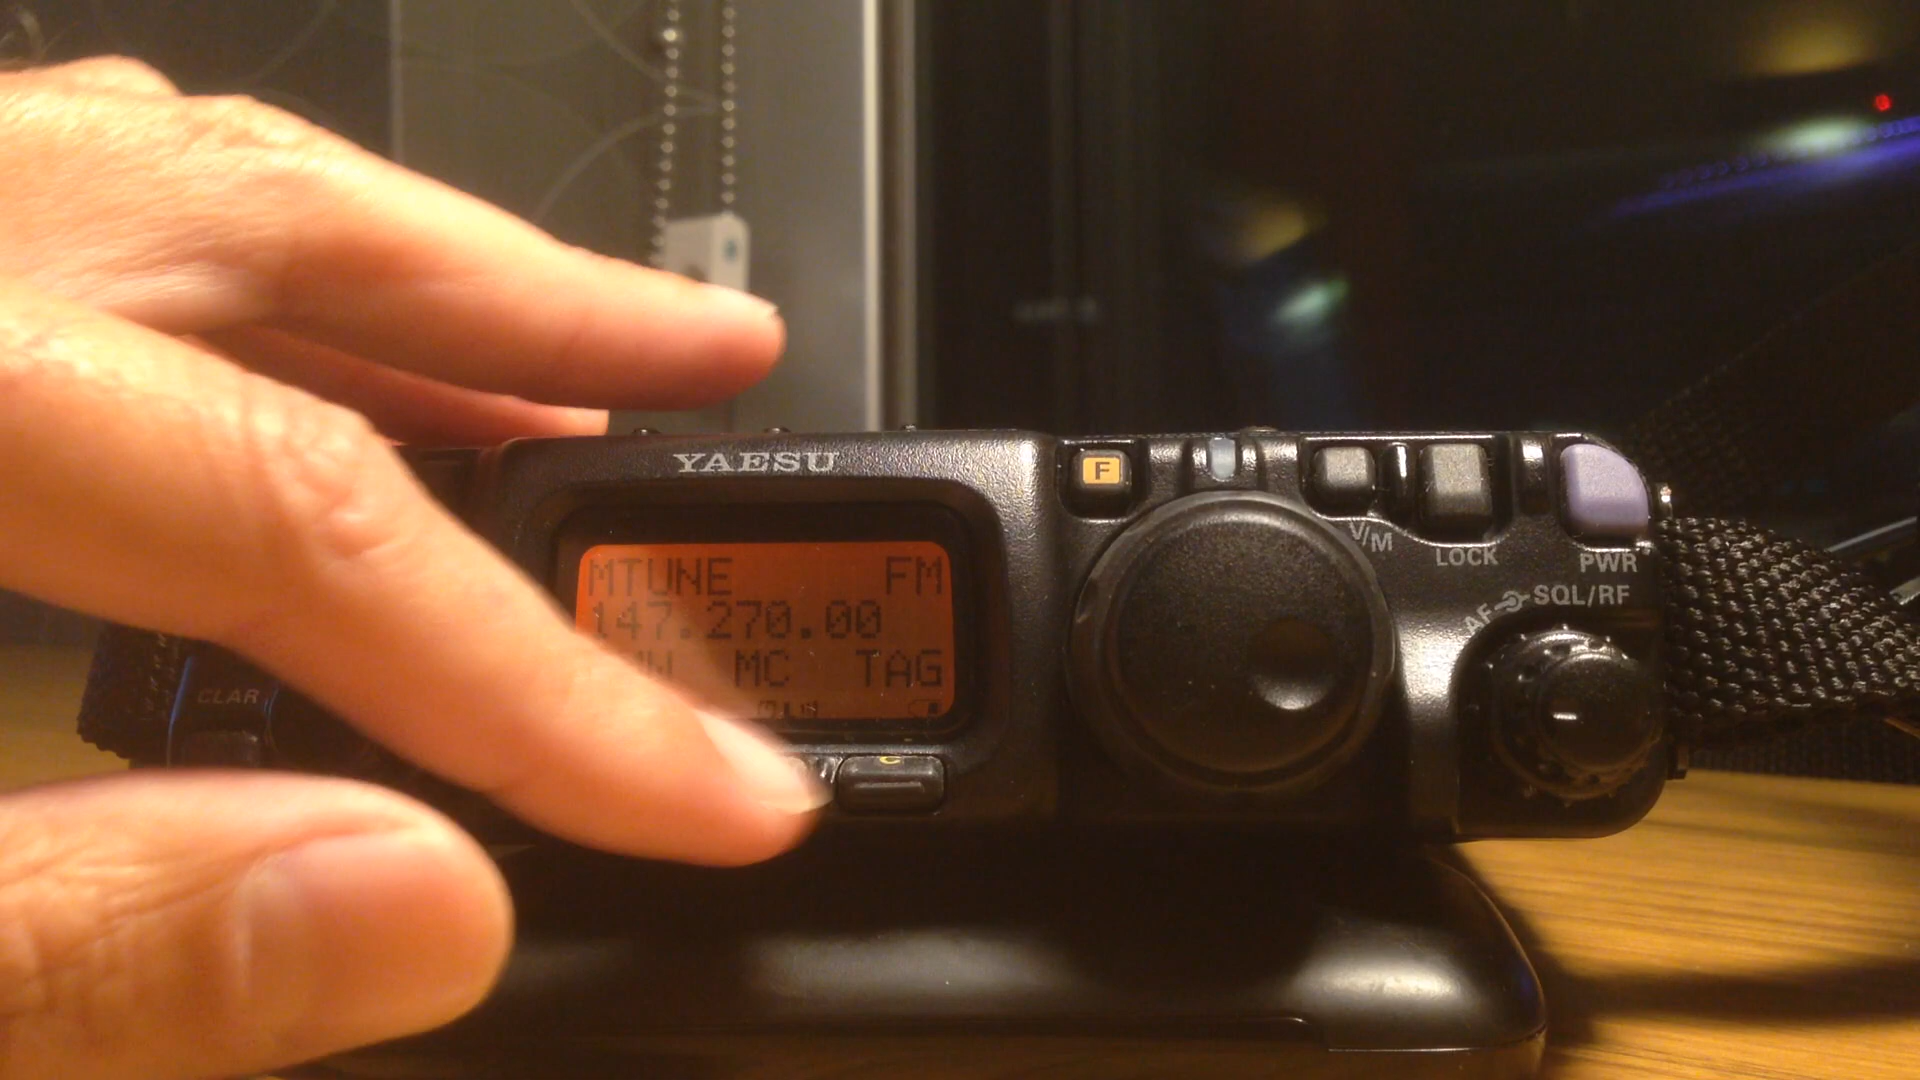 YAESU
F
MTUNE FM
147.270.00
MC TAG
V/M
LOCK
PWR
AF SQL/RF
CLAR
C